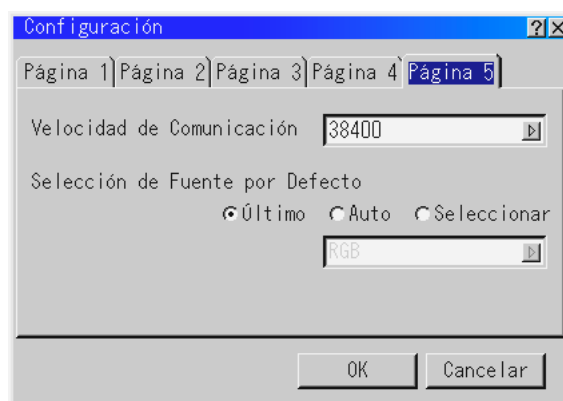 Configuración ? ×
Página 1 Página 2 Página 3 Página 4 Página 5
Velocidad de Comunicación 38400
Selección de Fuente por Defecto
Último Auto Seleccionar
RGB
OK Cancelar